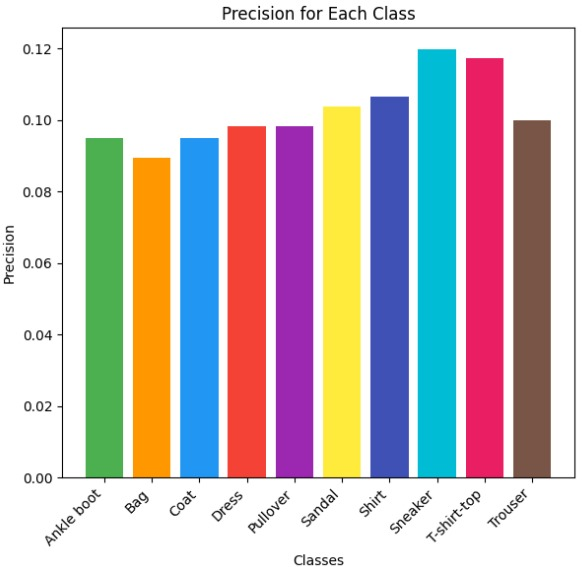 Precision for Each Class
Precision
0.12
0.10
0.08
0.06
0.04
0.02
0.00
Ankle boot
Bag
Coat
Dress
Pullover
Sandal
Shirt
Sneaker
T-shirt-top
Trouser
Classes